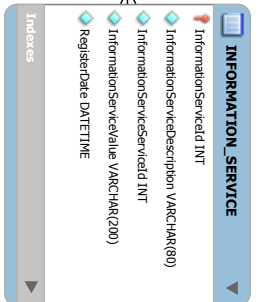 INFORMATION_SERVICE
InformationServiceId INT
InformationServiceDescription VARCHAR(80)
InformationServiceServiceId INT
InformationServiceValue VARCHAR(200)
RegisterDate DATETIME
Indexes